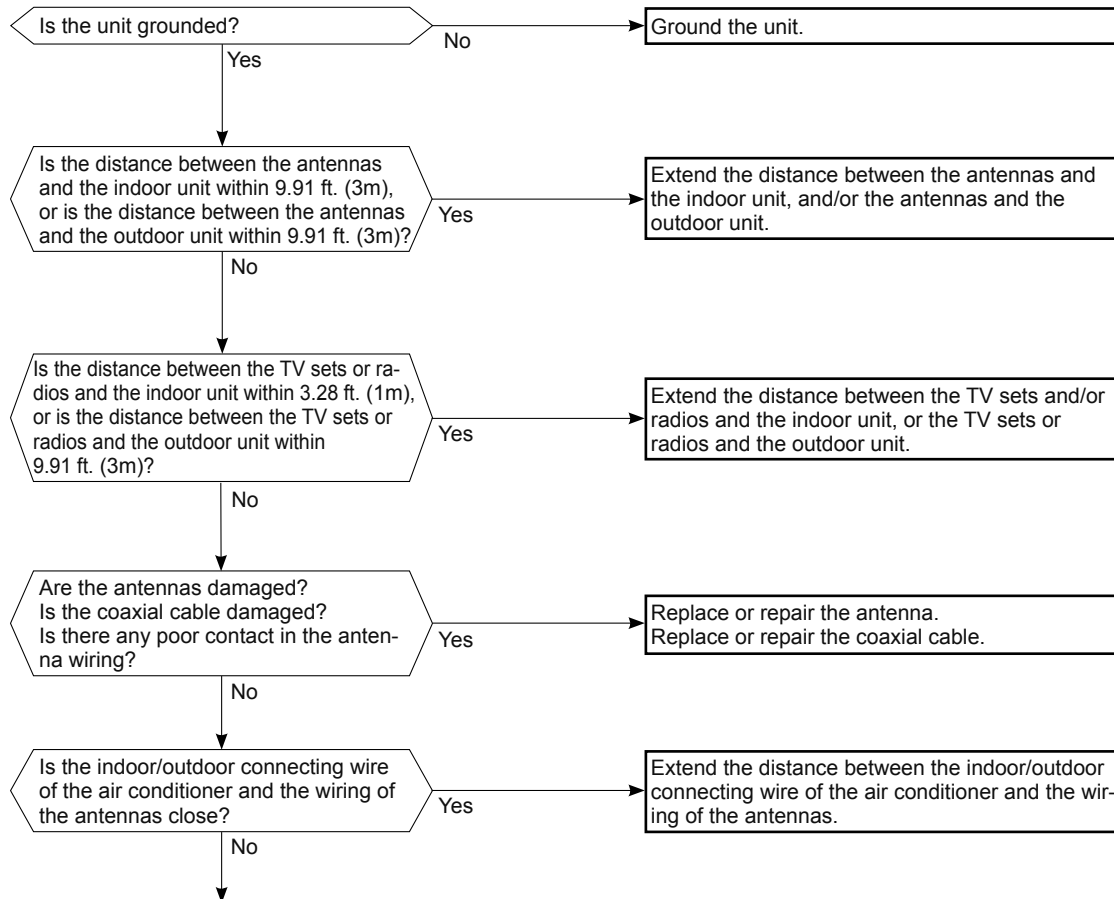 Is the unit grounded?
No
Ground the unit.
Yes
Is the distance between the antennas
and the indoor unit within 9.91 ft. (3m),
or is the distance between the antennas
and the outdoor unit within 9.91 ft. (3m)?
Yes
Extend the distance between the antennas and
the indoor unit, and/or the antennas and the
outdoor unit.
No
Is the distance between the TV sets or ra-
dios and the indoor unit within 3.28 ft. (1m),
or is the distance between the TV sets or
radios and the outdoor unit within
9.91 ft. (3m)?
Yes
Extend the distance between the TV sets and/or
radios and the indoor unit, or the TV sets or
radios and the outdoor unit.
No
Are the antennas damaged?
Is the coaxial cable damaged?
Is there any poor contact in the anten-
na wiring?
Yes
Replace or repair the antenna.
Replace or repair the coaxial cable.
No
Is the indoor/outdoor connecting wire
of the air conditioner and the wiring of
the antennas close?
Yes
Extend the distance between the indoor/outdoor
connecting wire of the air conditioner and the wir-
ing of the antennas.
No